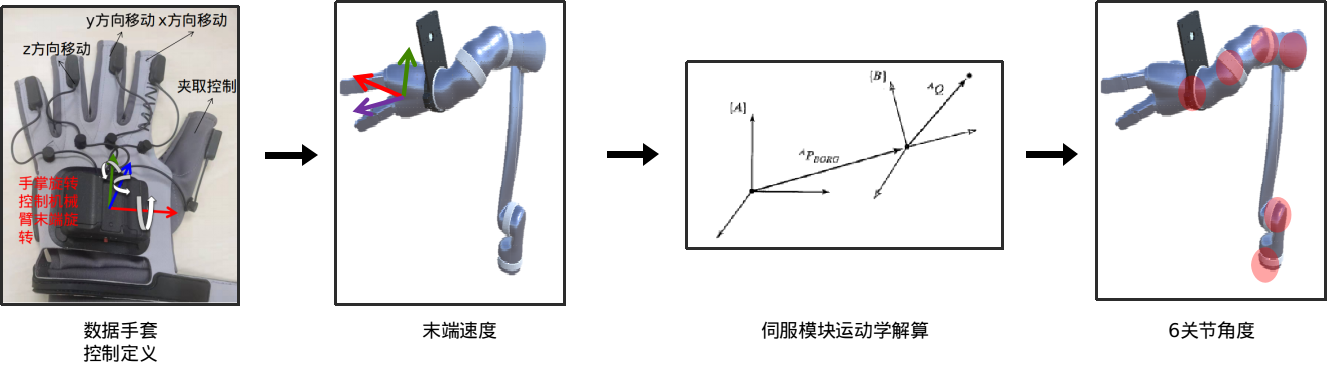 y方向移动 x方向移动
z方向移动
夹取控制
手掌旋转
控制机械
臂末端旋
转
{A}
{B}
ᴬP_BORG
ᴬQ
数据手套
控制定义
末端速度
伺服模块运动学解算
6关节角度